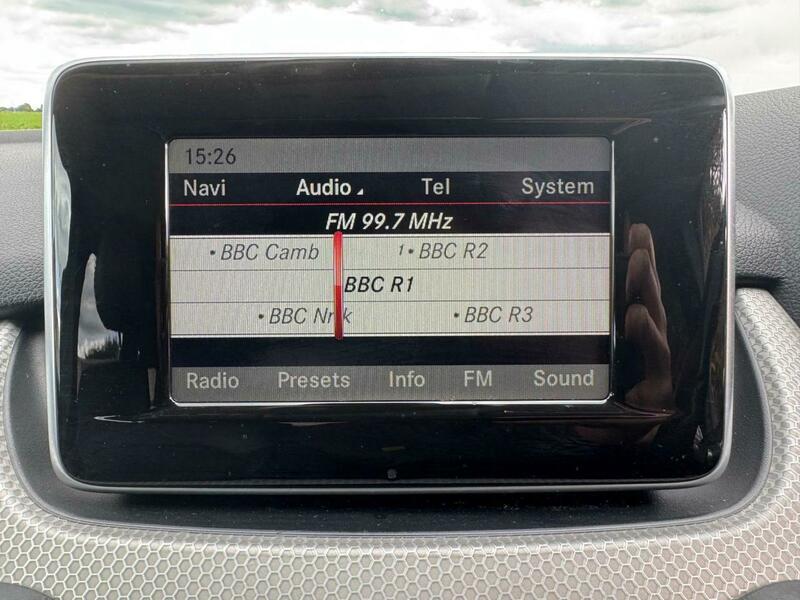 15:26
Navi Audio Tel System
FM 99.7 MHz
• BBC Camb 1• BBC R2
BBC R1
• BBC Nrfk • BBC R3
Radio Presets Info FM Sound